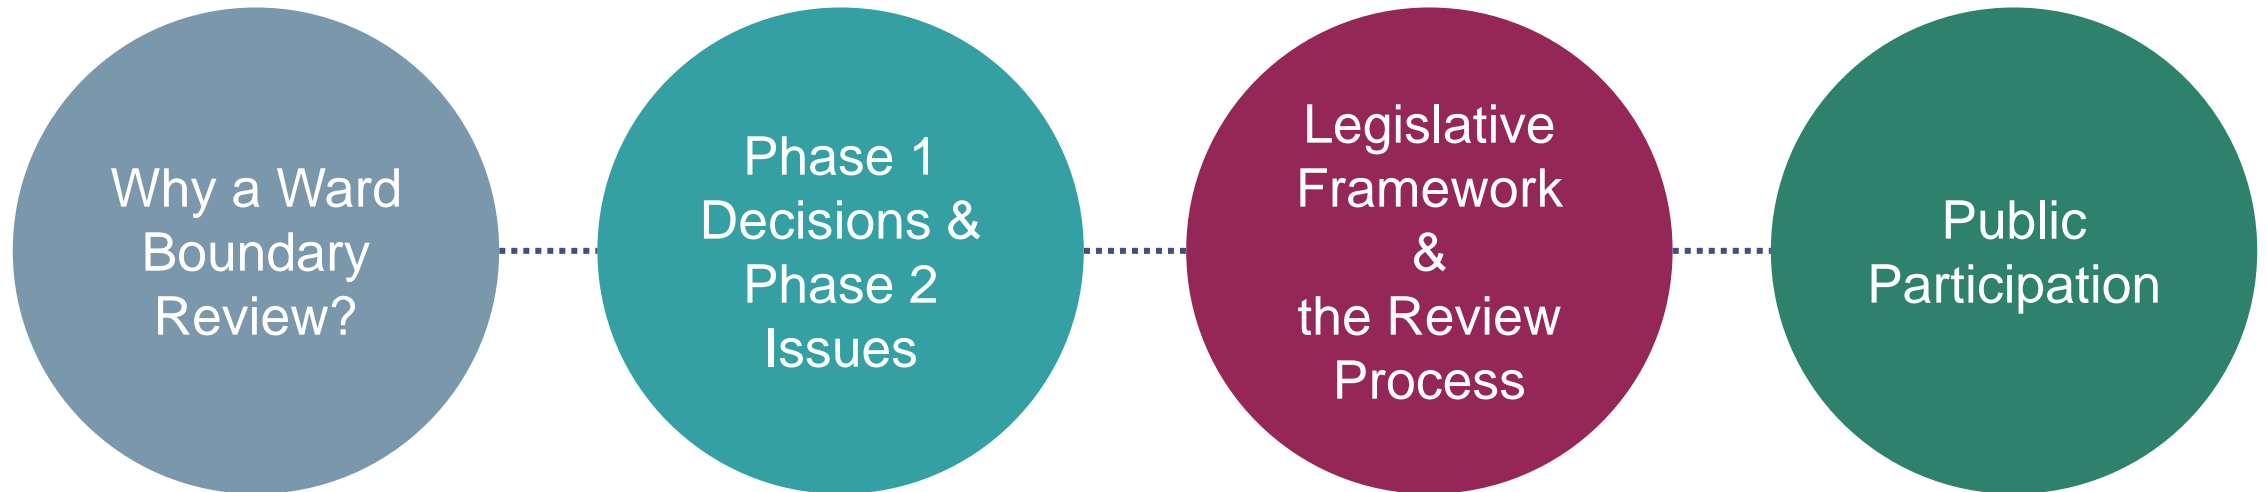 Why a Ward
Boundary
Review?
Phase 1
Decisions &
Phase 2
Issues
Legislative
Framework
&
the Review
Process
Public
Participation